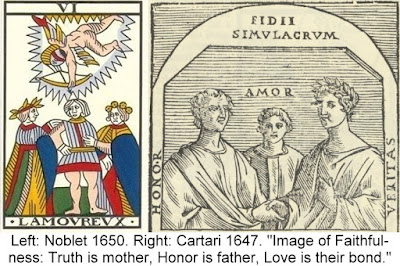 VI
·LAMOVREVX·
FIDII
SIMVLACRVM
AMOR
HONOR
VERITAS
Left: Noblet 1650. Right: Cartari 1647. "Image of Faithful-
ness: Truth is mother, Honor is father, Love is their bond."